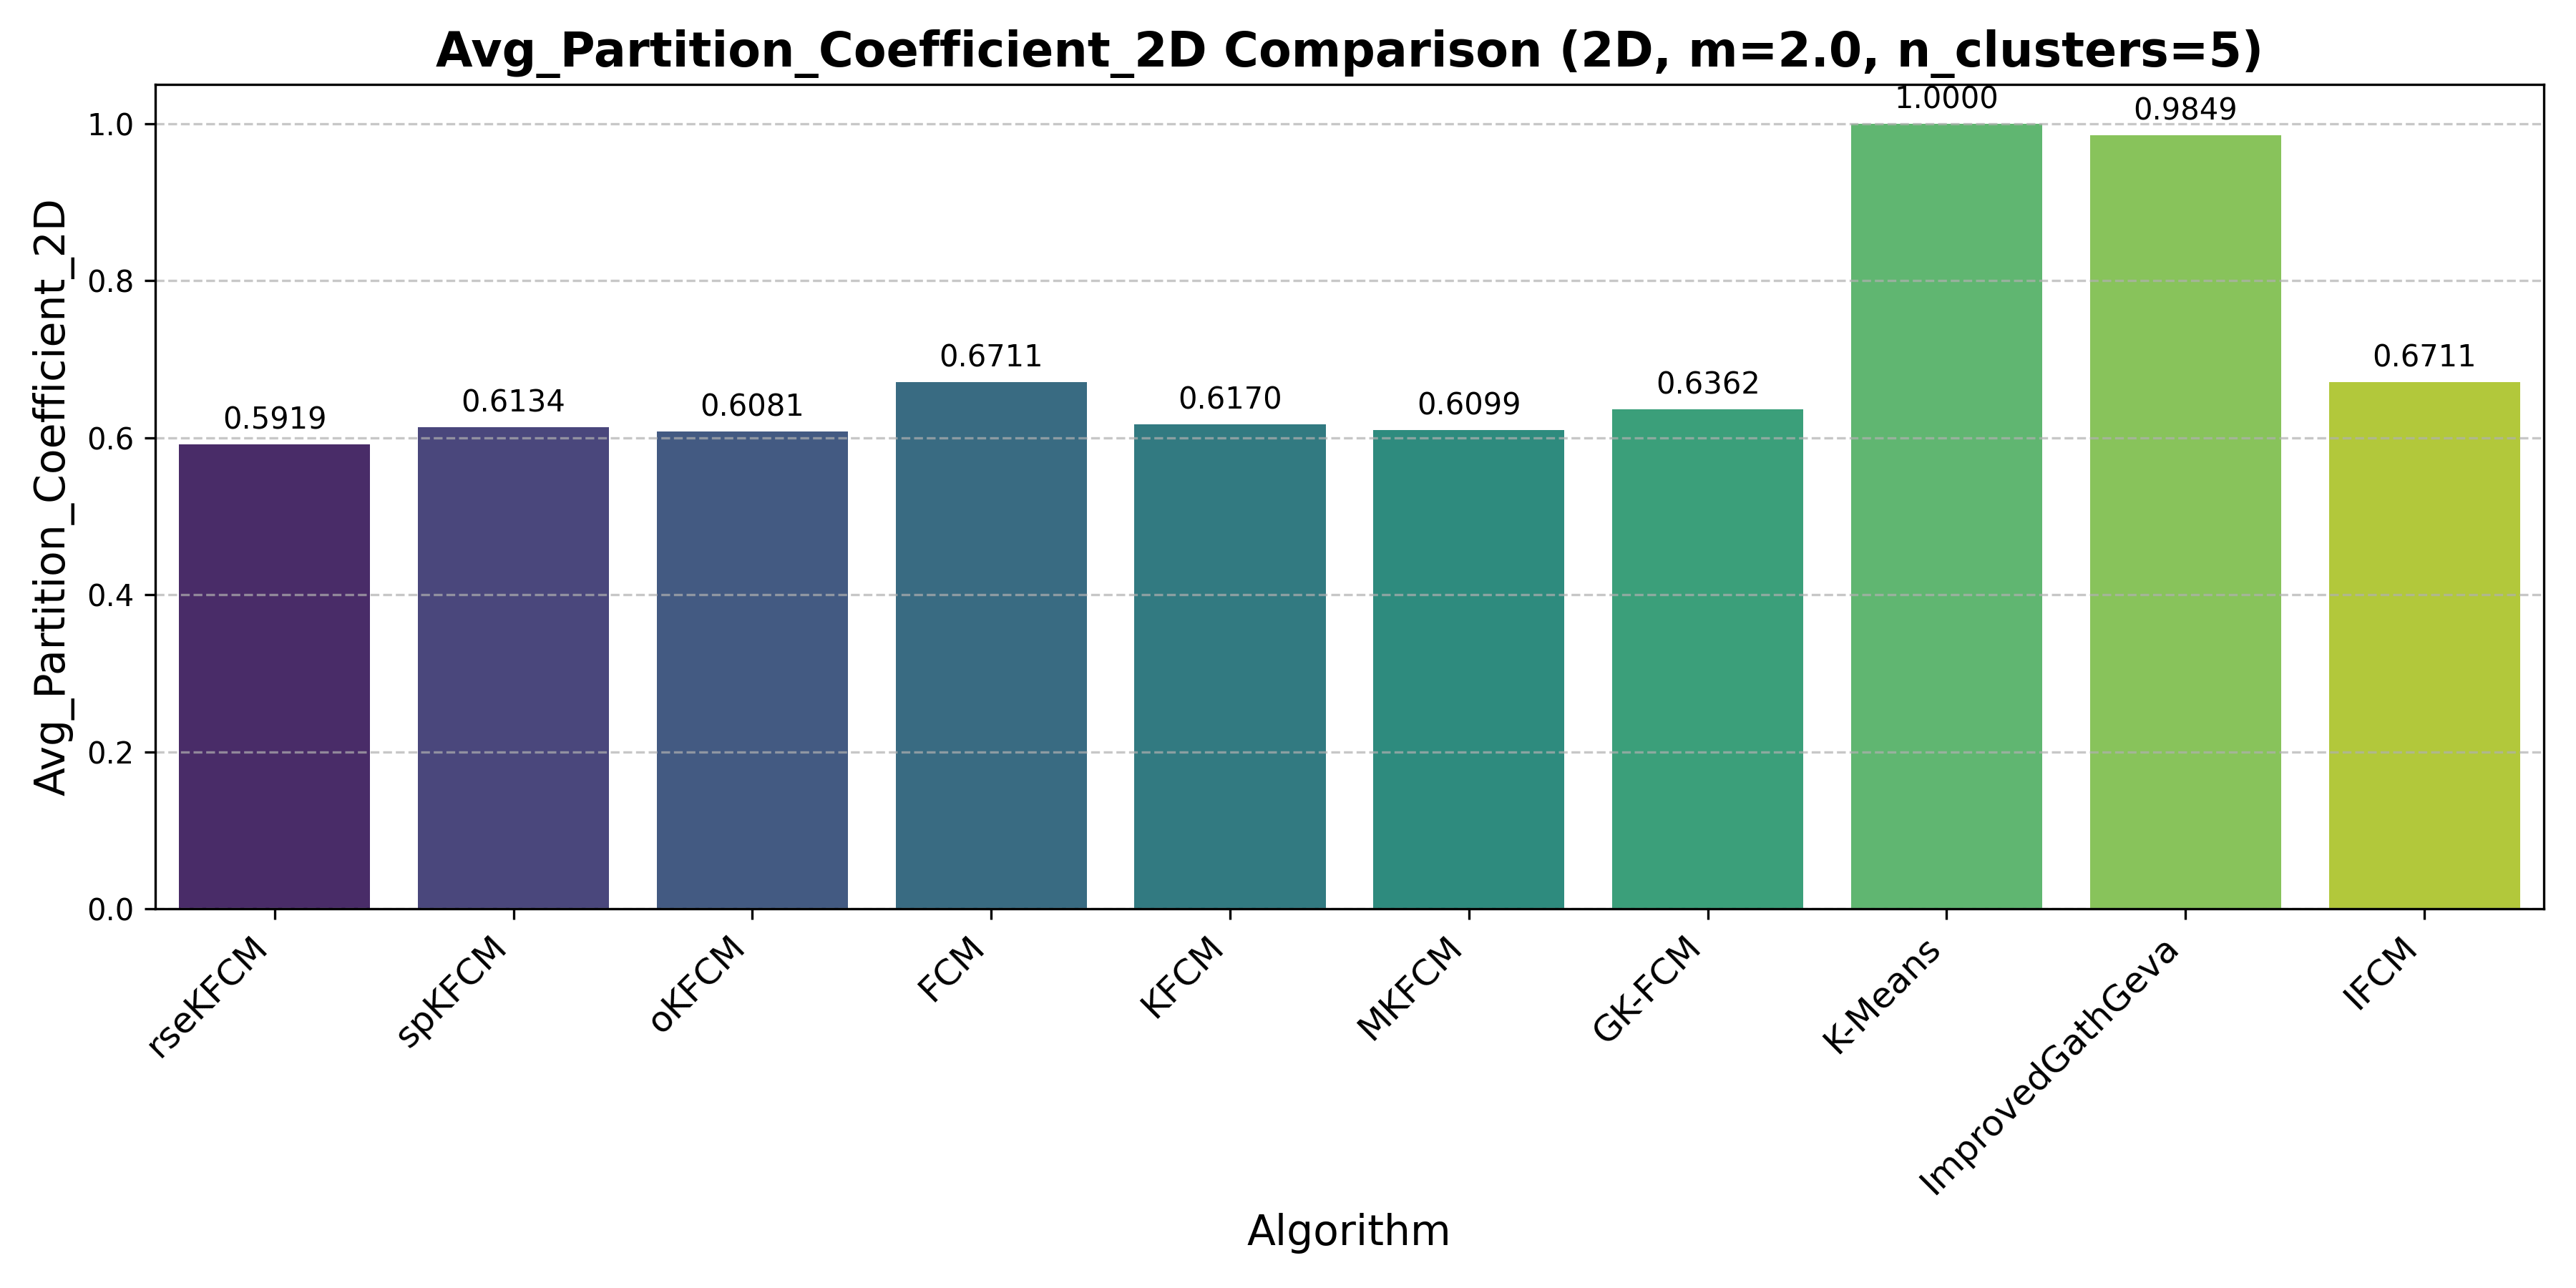 Avg_Partition_Coefficient_2D Comparison (2D, m=2.0, n_clusters=5)
Avg_Partition_Coefficient_2D
1.0
0.8
0.6
0.4
0.2
0.0
0.5919
0.6134
0.6081
0.6711
0.6170
0.6099
0.6362
1.0000
0.9849
0.6711
rseKFCM
spKFCM
oKFCM
FCM
KFCM
MKFCM
GK-FCM
K-Means
ImprovedGathGeva
IFCM
Algorithm